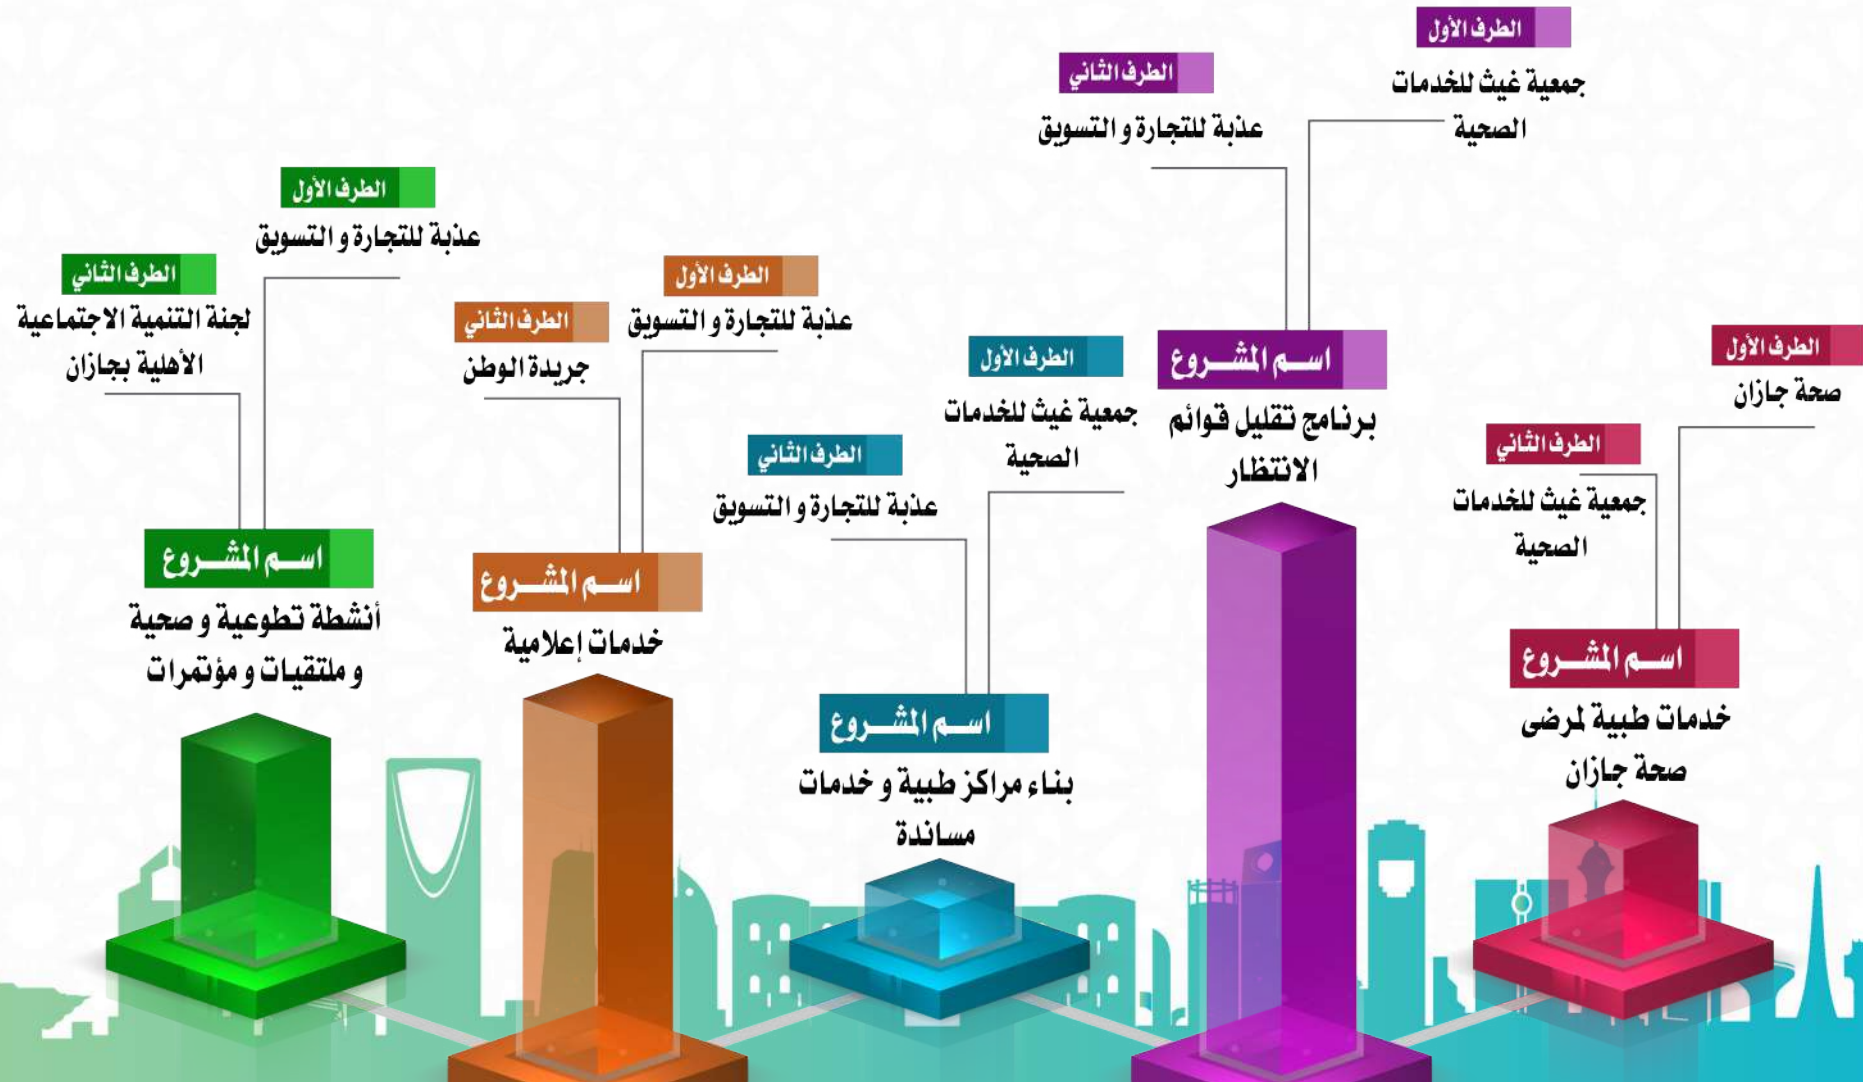 الطرف الأول
صحة جازان
الطرف الثاني
جمعية غيث للخدمات
الصحية
اسم المشروع
خدمات طبية لمرضى
صحة جازان
الطرف الأول
جمعية غيث للخدمات
الصحية
الطرف الثاني
عذبة للتجارة و التسويق
اسم المشروع
برنامج تقليل قوائم
الانتظار
الطرف الأول
جمعية غيث للخدمات
الصحية
الطرف الثاني
عذبة للتجارة و التسويق
اسم المشروع
بناء مراكز طبية و خدمات
مساندة
الطرف الأول
عذبة للتجارة و التسويق
الطرف الثاني
جريدة الوطن
اسم المشروع
خدمات إعلامية
الطرف الأول
عذبة للتجارة و التسويق
الطرف الثاني
لجنة التنمية الاجتماعية
الأهلية بجازان
اسم المشروع
أنشطة تطوعية و صحية
و ملتقيات و مؤتمرات